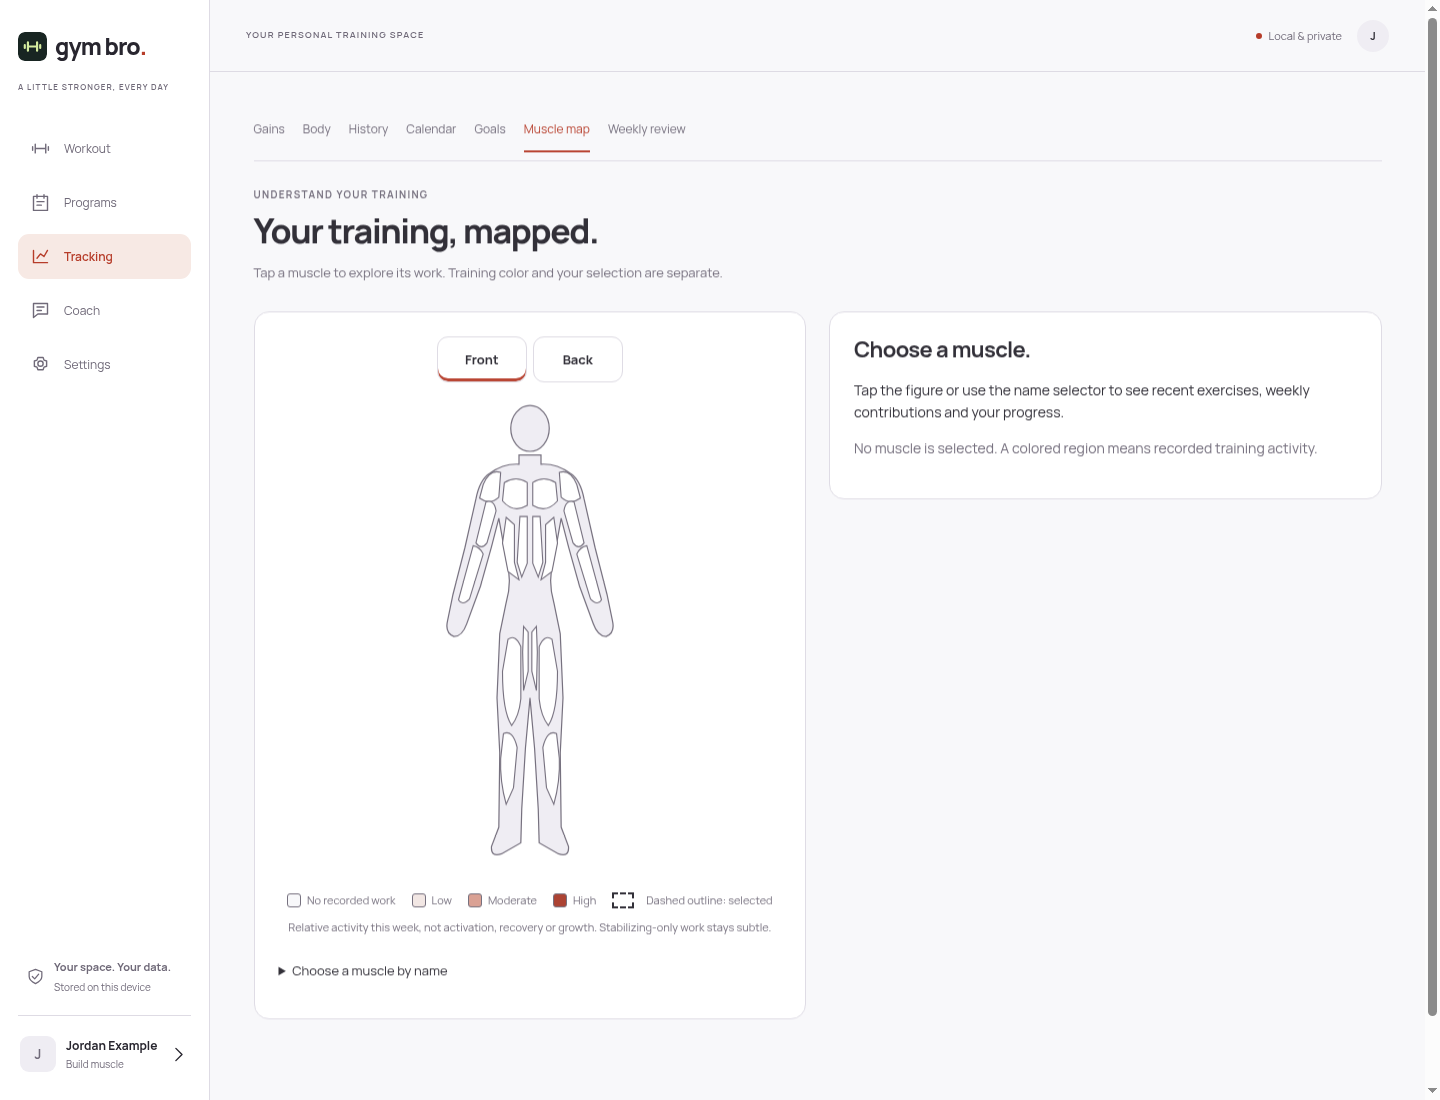 gym bro.
A LITTLE STRONGER, EVERY DAY
Workout
Programs
Tracking
Coach
Settings
Your space. Your data.
Stored on this device
J
Jordan Example
Build muscle
YOUR PERSONAL TRAINING SPACE
Local & private
J
Gains Body History Calendar Goals Muscle map Weekly review
UNDERSTAND YOUR TRAINING
Your training, mapped.
Tap a muscle to explore its work. Training color and your selection are separate.
Front Back
No recorded work Low Moderate High Dashed outline: selected
Relative activity this week, not activation, recovery or growth. Stabilizing-only work stays subtle.
Choose a muscle by name
Choose a muscle.
Tap the figure or use the name selector to see recent exercises, weekly
contributions and your progress.
No muscle is selected. A colored region means recorded training activity.